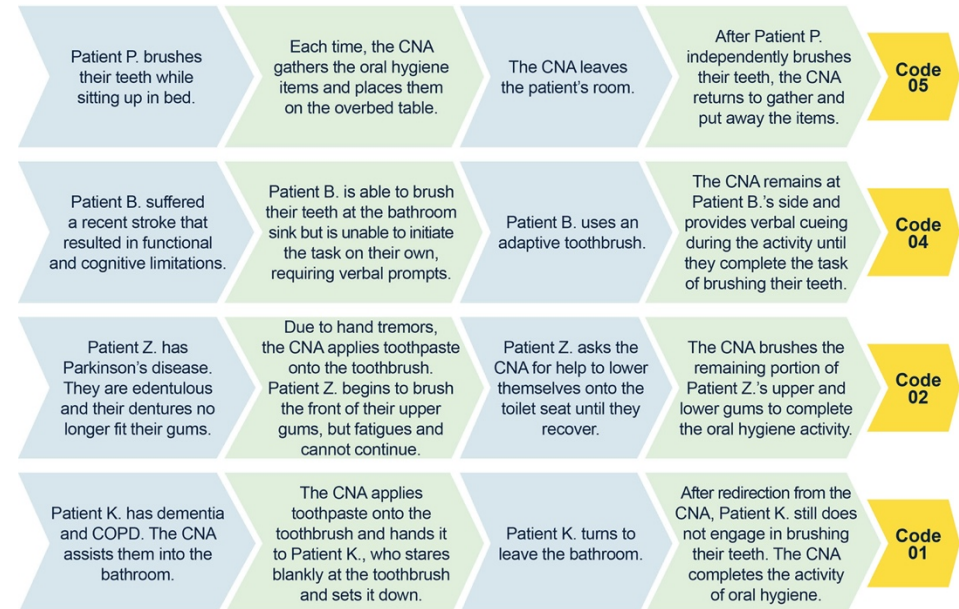 Patient P. brushes
their teeth while
sitting up in bed.
Each time, the CNA
gathers the oral hygiene
items and places them
on the overbed table.
The CNA leaves
the patient's room.
After Patient P.
independently brushes
their teeth, the CNA
returns to gather and
put away the items.
Code
05
Patient B. suffered
a recent stroke that
resulted in functional
and cognitive limitations.
Patient B. is able to brush
their teeth at the bathroom
sink but is unable to initiate
the task on their own,
requiring verbal prompts.
Patient B. uses an
adaptive toothbrush.
The CNA remains at
Patient B.'s side and
provides verbal cueing
during the activity until
they complete the task
of brushing their teeth.
Code
04
Patient Z. has
Parkinson's disease.
They are edentulous
and their dentures no
longer fit their gums.
Due to hand tremors,
the CNA applies toothpaste
onto the toothbrush.
Patient Z. begins to brush
the front of their upper
gums, but fatigues and
cannot continue.
Patient Z. asks the
CNA for help to lower
themselves onto the
toilet seat until they
recover.
The CNA brushes the
remaining portion of
Patient Z.'s upper and
lower gums to complete
the oral hygiene activity.
Code
02
Patient K. has dementia
and COPD. The CNA
assists them into the
bathroom.
The CNA applies
toothpaste onto the
toothbrush and hands it
to Patient K., who stares
blankly at the toothbrush
and sets it down.
Patient K. turns to
leave the bathroom.
After redirection from the
CNA, Patient K. still does
not engage in brushing
their teeth. The CNA
completes the activity
of oral hygiene.
Code
01